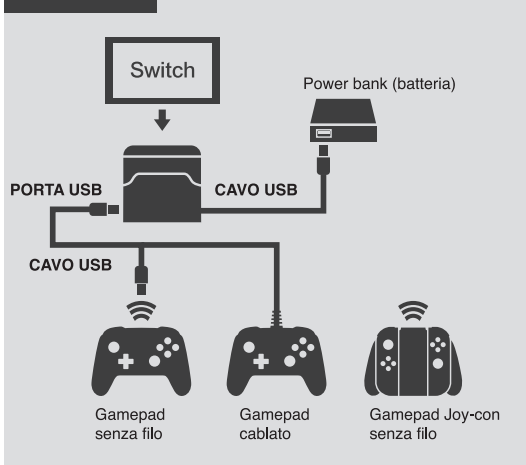 Switch
Power bank (batteria)
PORTA USB
CAVO USB
CAVO USB
Gamepad
senza filo
Gamepad
cablato
Gamepad Joy-con
senza filo